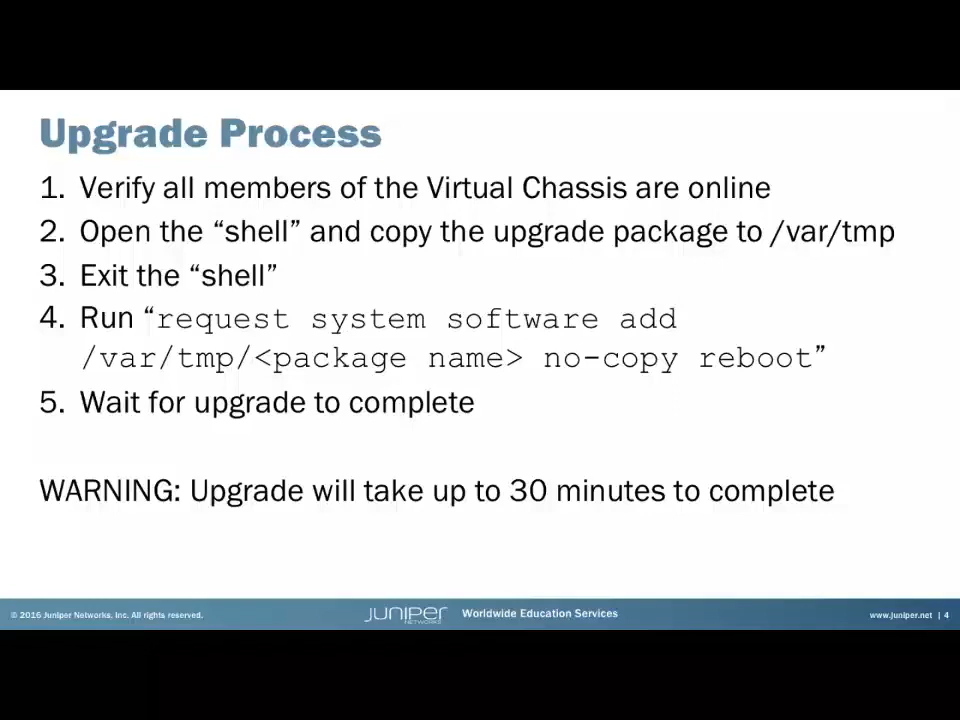 Upgrade Process
1. Verify all members of the Virtual Chassis are online
2. Open the “shell” and copy the upgrade package to /var/tmp
3. Exit the “shell”
4. Run “request system software add
/var/tmp/<package name> no-copy reboot”
5. Wait for upgrade to complete
WARNING: Upgrade will take up to 30 minutes to complete
© 2016 Juniper Networks, Inc. All rights reserved.
JUNIPER
NETWORKS
Worldwide Education Services
www.juniper.net | 4